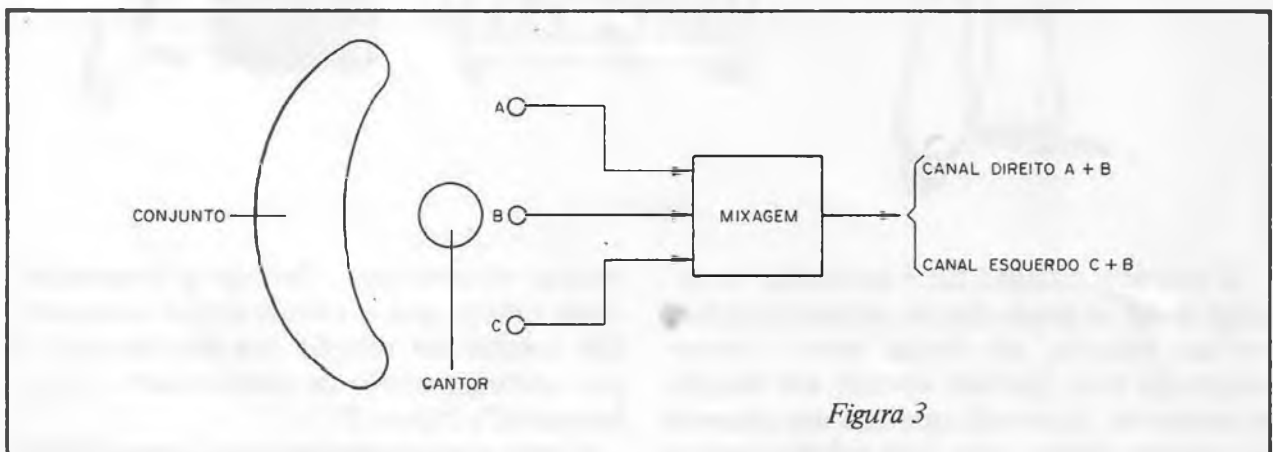 A
CANAL DIREITO A + B
CONJUNTO
B
MIXAGEM
CANAL ESQUERDO C + B
C
CANTOR
Figura 3